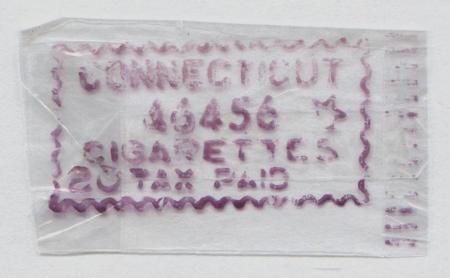 CONNECTICUT
46456
CIGARETTES
20 TAX PAID